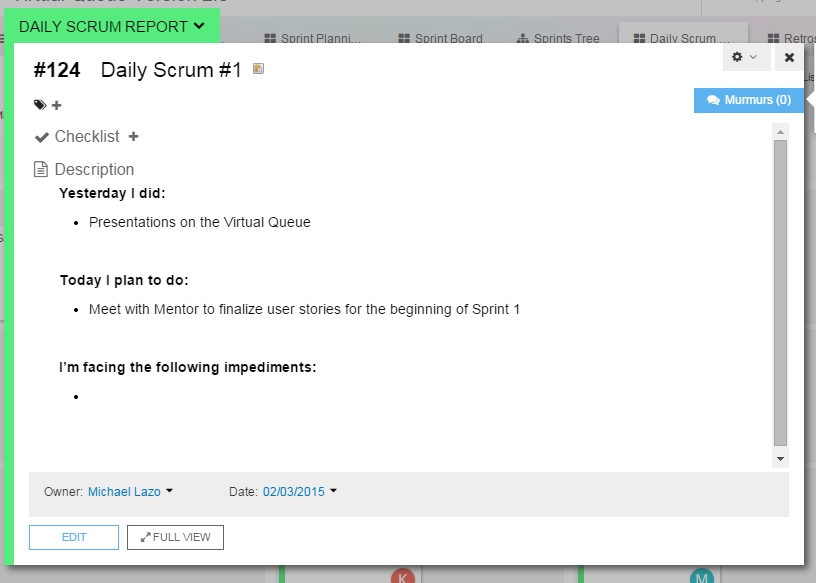 DAILY SCRUM REPORT
Sprint Planni...
Sprint Board
Sprints Tree
Daily Scrum ...
Retros
#124 Daily Scrum #1
Murmurs (0)
Checklist +
Description
Yesterday I did:
• Presentations on the Virtual Queue
Today I plan to do:
• Meet with Mentor to finalize user stories for the beginning of Sprint 1
I'm facing the following impediments:
•
Owner: Michael Lazo
Date: 02/03/2015
EDIT
FULL VIEW
K
M